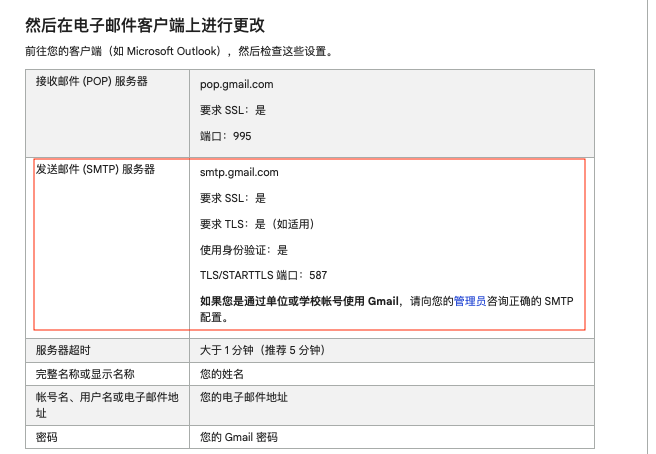 然后在电子邮件客户端上进行更改
前往您的客户端（如 Microsoft Outlook），然后检查这些设置。
接收邮件 (POP) 服务器
pop.gmail.com
要求 SSL：是
端口：995
发送邮件 (SMTP) 服务器
smtp.gmail.com
要求 SSL：是
要求 TLS：是（如适用）
使用身份验证：是
TLS/STARTTLS 端口：587
如果您是通过单位或学校帐号使用 Gmail，请向您的管理员咨询正确的 SMTP
配置。
服务器超时
大于 1 分钟（推荐 5 分钟）
完整名称或显示名称
您的姓名
帐号名、用户名或电子邮件地
址
您的电子邮件地址
密码
您的 Gmail 密码